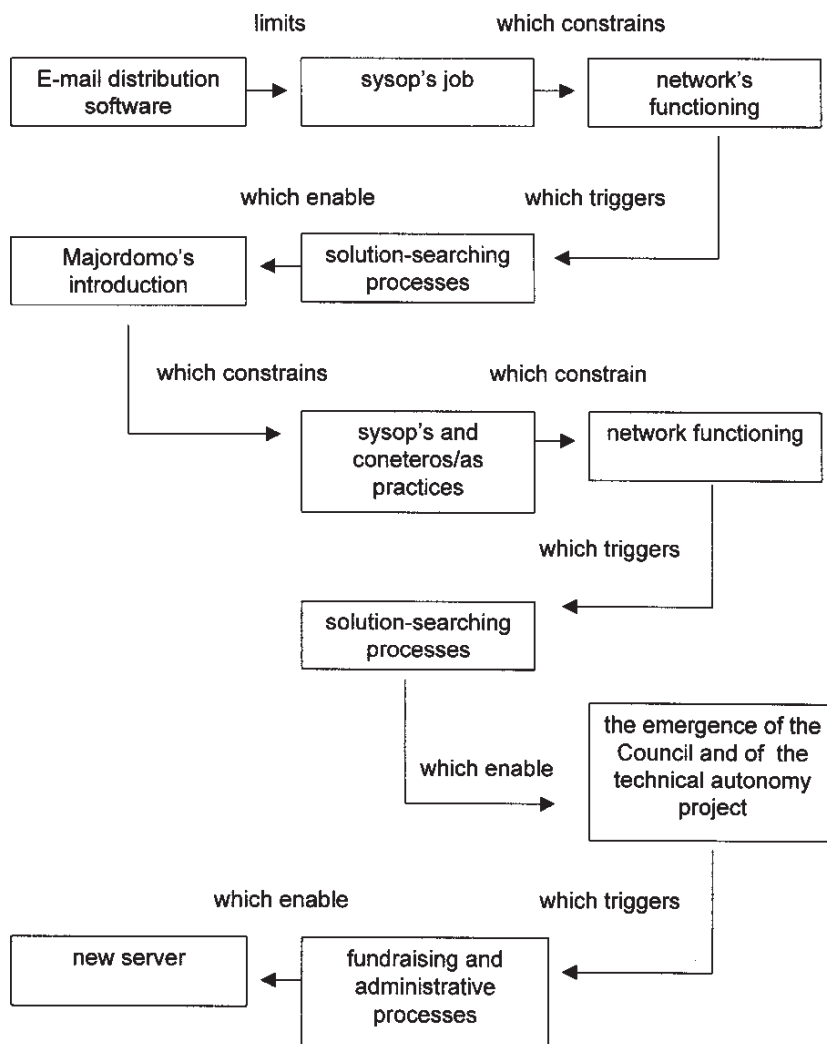 limits
which constrains
E-mail distribution
software
sysop's job
network's
functioning
which enable
which triggers
Majordomo's
introduction
solution-searching
processes
which constrains
which constrain
sysop's and
coneteros/as
practices
network functioning
which triggers
solution-searching
processes
the emergence of the
Council and of the
technical autonomy
project
which enable
which enable
which triggers
new server
fundraising and
administrative
processes